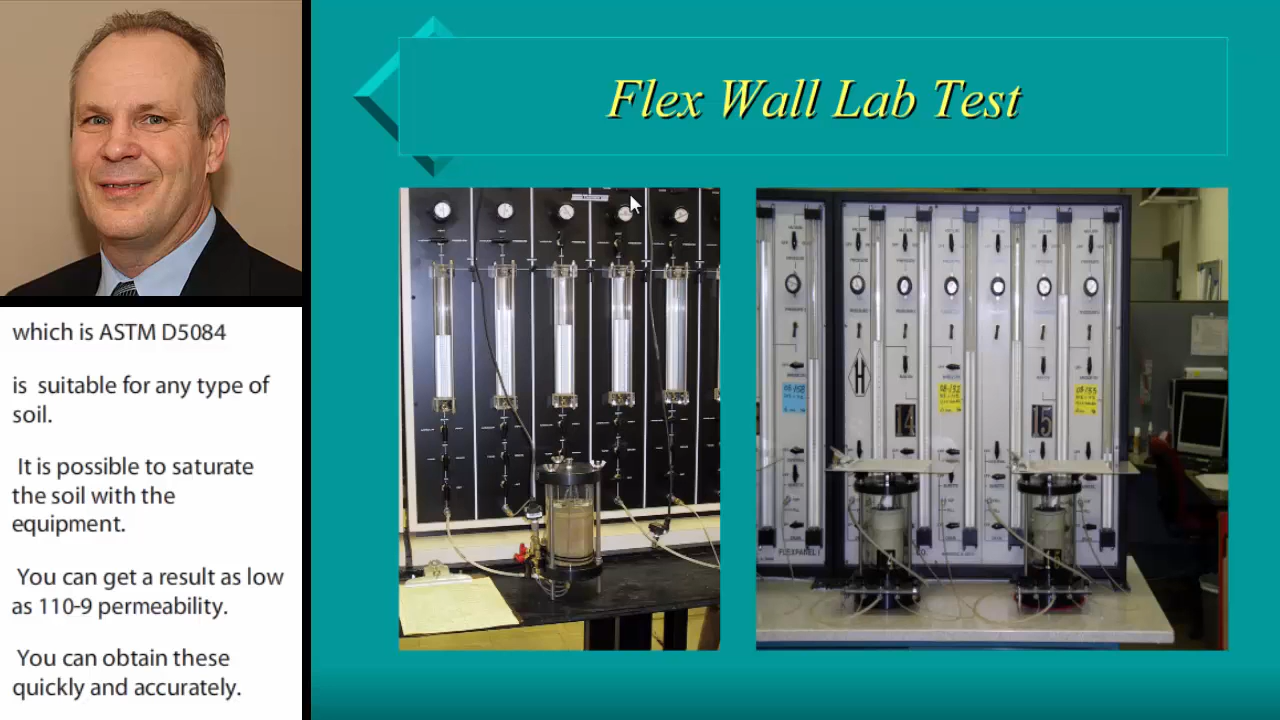 Flex Wall Lab Test
which is ASTM D5084
is suitable for any type of
soil.
It is possible to saturate
the soil with the
equipment.
You can get a result as low
as 110-9 permeability.
You can obtain these
quickly and accurately.
H
14
15
FLEXPANEL I